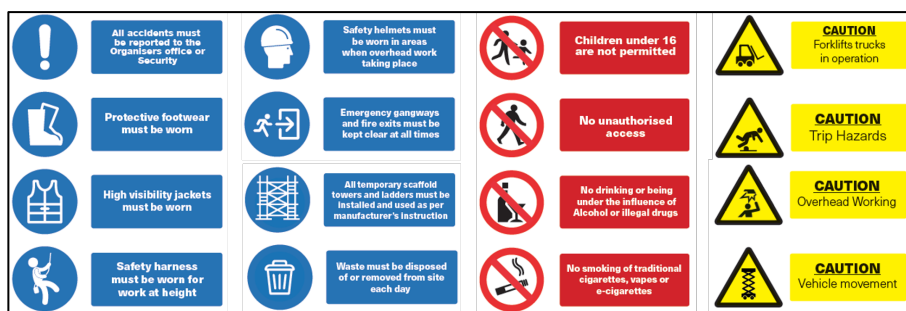 All accidents must
be reported to the
Organisers office or
Security
Safety helmets must
be worn in areas
when overhead work
taking place
Children under 16
are not permitted
CAUTION
Forklifts trucks
in operation
Protective footwear
must be worn
Emergency gangways
and fire exits must be
kept clear at all times
No unauthorised
access
CAUTION
Trip Hazards
High visibility jackets
must be worn
All temporary scaffold
towers and ladders must be
installed and used as per
manufacturer's instruction
No drinking or being
under the influence of
Alcohol or illegal drugs
CAUTION
Overhead Working
Safety harness
must be worn for
work at height
Waste must be disposed
of or removed from site
each day
No smoking of traditional
cigarettes, vapes or
e-cigarettes
CAUTION
Vehicle movement